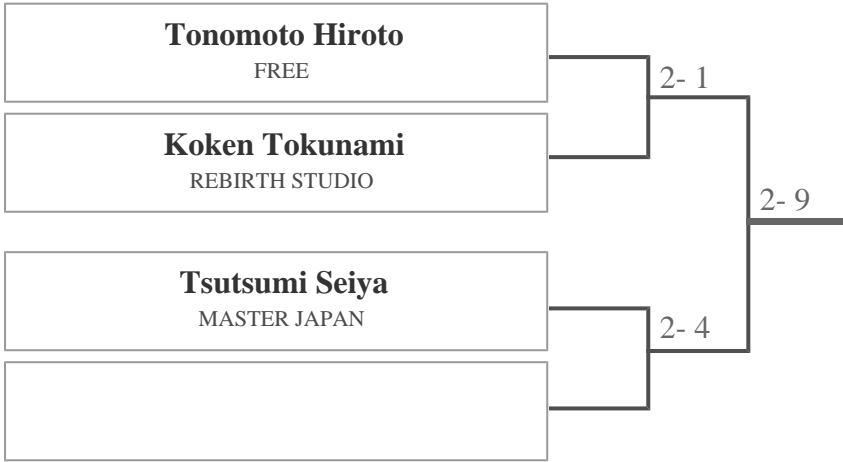 Tonomoto Hiroto
FREE
2- 1
Koken Tokunami
REBIRTH STUDIO
2- 9
Tsutsumi Seiya
MASTER JAPAN
2- 4